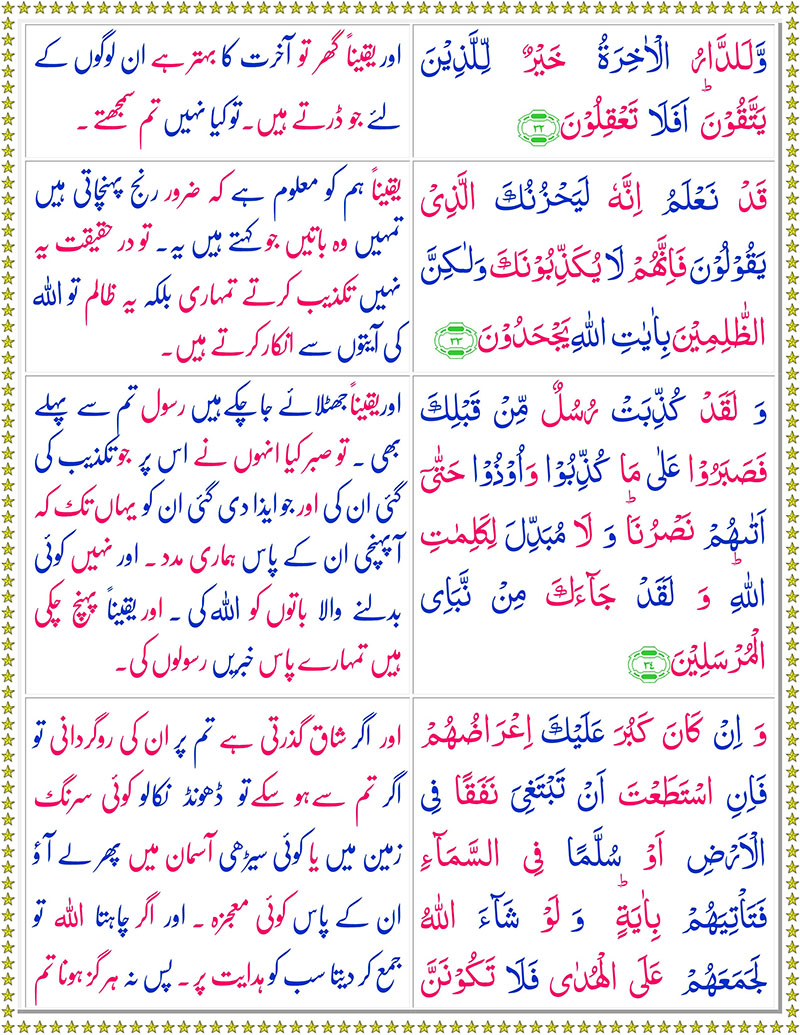 وَّلَلدَّارُ الْاٰخِرَةُ خَيْرٌ لِّلَّذِيْنَ
يَتَّقُوْنَ ؕ اَفَلَا تَعْقِلُوْنَ ۝۳۲
اور یقیناً گھر تو آخرت کا بہتر ہے ان لوگوں کے
لئے جو ڈرتے ہیں۔ تو کیا نہیں تم سمجھتے۔
قَدْ نَعْلَمُ اِنَّهٗ لَيَحْزُنُكَ الَّذِىْ
يَقُوْلُوْنَ فَاِنَّهُمْ لَا يُكَذِّبُوْنَكَ وَلٰـكِنَّ
الظّٰلِمِيْنَ بِاٰيٰتِ اللّٰهِ يَجْحَدُوْنَ ۝۳۳
یقیناً ہم کو معلوم ہے کہ ضرور رنج پہنچاتی ہیں
تمہیں وہ باتیں جو کہتے ہیں یہ۔ تو در حقیقت یہ
نہیں تکذیب کرتے تمہاری بلکہ یہ ظالم تو اللہ
کی آیتوں سے انکار کرتے ہیں۔
وَ لَقَدْ كُذِّبَتْ رُسُلٌ مِّنْ قَبْلِكَ
فَصَبَرُوْا عَلٰى مَا كُذِّبُوْا وَاُوْذُوْا حَتّٰٓى
اَتٰٮهُمْ نَصْرُنَا ؕ وَ لَا مُبَدِّلَ لِكَلِمٰتِ
اللّٰهِ ؕ وَ لَقَدْ جَآءَكَ مِنْ نَّبَاِى
الْمُرْسَلِيْنَ ۝۳٤
اور یقیناً جھٹلائے جا چکے ہیں رسول تم سے پہلے
بھی۔ تو صبر کیا انہوں نے اس پر جو تکذیب کی
گئی ان کی اور جو ایذا دی گئی ان کو یہاں تک کہ
آ پہنچی ان کے پاس ہماری مدد۔ اور نہیں کوئی
بدلنے والا باتوں کو اللہ کی۔ اور یقیناً پہنچ چکی
ہیں تمہارے پاس خبریں رسولوں کی۔
وَ اِنْ كَانَ كَبُرَ عَلَيْكَ اِعْرَاضُهُمْ
فَاِنِ اسْتَطَعْتَ اَنْ تَبْتَغِىَ نَفَقًا فِى
الْاَرْضِ اَوْ سُلَّمًا فِى السَّمَآءِ
فَتَاْتِيَهُمْ بِاٰيَةٍ ؕ وَ لَوْ شَآءَ اللّٰهُ
لَجَمَعَهُمْ عَلَى الْهُدٰى فَلَا تَكُوْنَنَّ
اور اگر شاق گذرتی ہے تم پر ان کی روگردانی تو
اگر تم سے ہو سکے تو ڈھونڈ نکالو کوئی سرنگ
زمین میں یا کوئی سیڑھی آسمان میں پھر لے آؤ
ان کے پاس کوئی معجزہ۔ اور اگر چاہتا اللہ تو
جمع کر دیتا سب کو ہدایت پر۔ پس نہ ہرگز ہونا تم